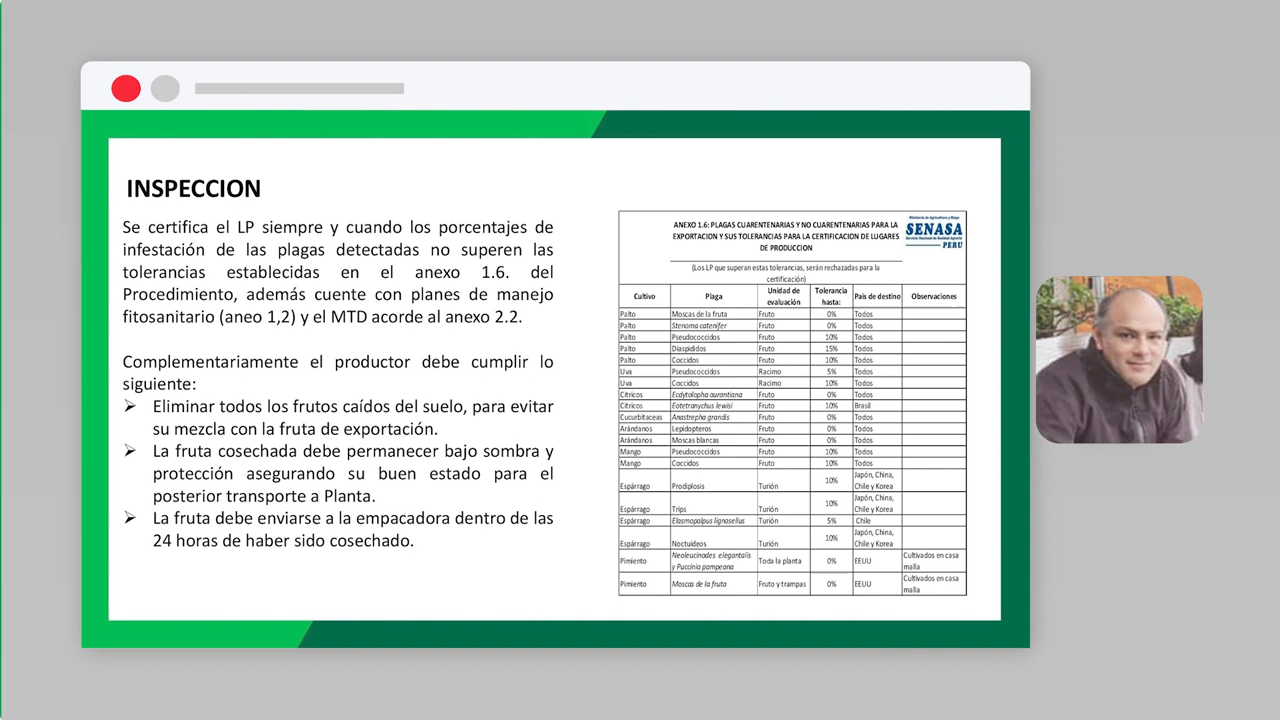 INSPECCION
Se certifica el LP siempre y cuando los porcentajes de
infestación de las plagas detectadas no superen las
tolerancias establecidas en el anexo 1.6. del
Procedimiento, además cuente con planes de manejo
fitosanitario (aneo 1,2) y el MTD acorde al anexo 2.2.
Complementariamente el productor debe cumplir lo
siguiente:
➢ Eliminar todos los frutos caídos del suelo, para evitar
su mezcla con la fruta de exportación.
➢ La fruta cosechada debe permanecer bajo sombra y
protección asegurando su buen estado para el
posterior transporte a Planta.
➢ La fruta debe enviarse a la empacadora dentro de las
24 horas de haber sido cosechado.
ANEXO 1.6: PLAGAS CUARENTENARIAS Y NO CUARENTENARIAS PARA LA
EXPORTACION Y SUS TOLERANCIAS PARA LA CERTIFICACION DE LUGARES
DE PRODUCCION
Ministerio de Agricultura y Riego
SENASA
Servicio Nacional de Sanidad Agraria
PERU
(Los LP que superan estas tolerancias, serán rechazadas para la
certificación)
Cultivo Plaga Unidad de evaluación Tolerancia hasta: Pais de destino Observaciones
Palto Moscas de la fruta Fruto 0% Todos
Palto Stenoma catenifer Fruto 0% Todos
Palto Pseudococcidos Fruto 10% Todos
Palto Diaspididos Fruto 15% Todos
Palto Coccidos Fruto 10% Todos
Uva Pseudococcidos Racimo 5% Todos
Uva Coccidos Racimo 10% Todos
Citricos Ecdytolopha aurantiana Fruto 0% Todos
Citricos Eotetranychus lewisi Fruto 10% Brasil
Cucurbitaceas Anastrepha grandis Fruto 0% Todos
Arándanos Lepidopteros Fruto 0% Todos
Arándanos Moscas blancas Fruto 0% Todos
Mango Pseudococcidos Fruto 10% Todos
Mango Coccidos Fruto 10% Todos
Espárrago Prodiplosis Turión 10% Japón, China, Chile y Korea
Espárrago Trips Turión 10% Japón, China, Chile y Korea
Espárrago Elasmopalpus lignosellus Turión 5% Chile
Espárrago Noctuideos Turión 10% Japón, China, Chile y Korea
Pimiento Neoleucinodes elegantalis y Puccinia pampeana Toda la planta 0% EEUU Cultivados en casa malla
Pimiento Moscas de la fruta Fruto y trampas 0% EEUU Cultivados en casa malla